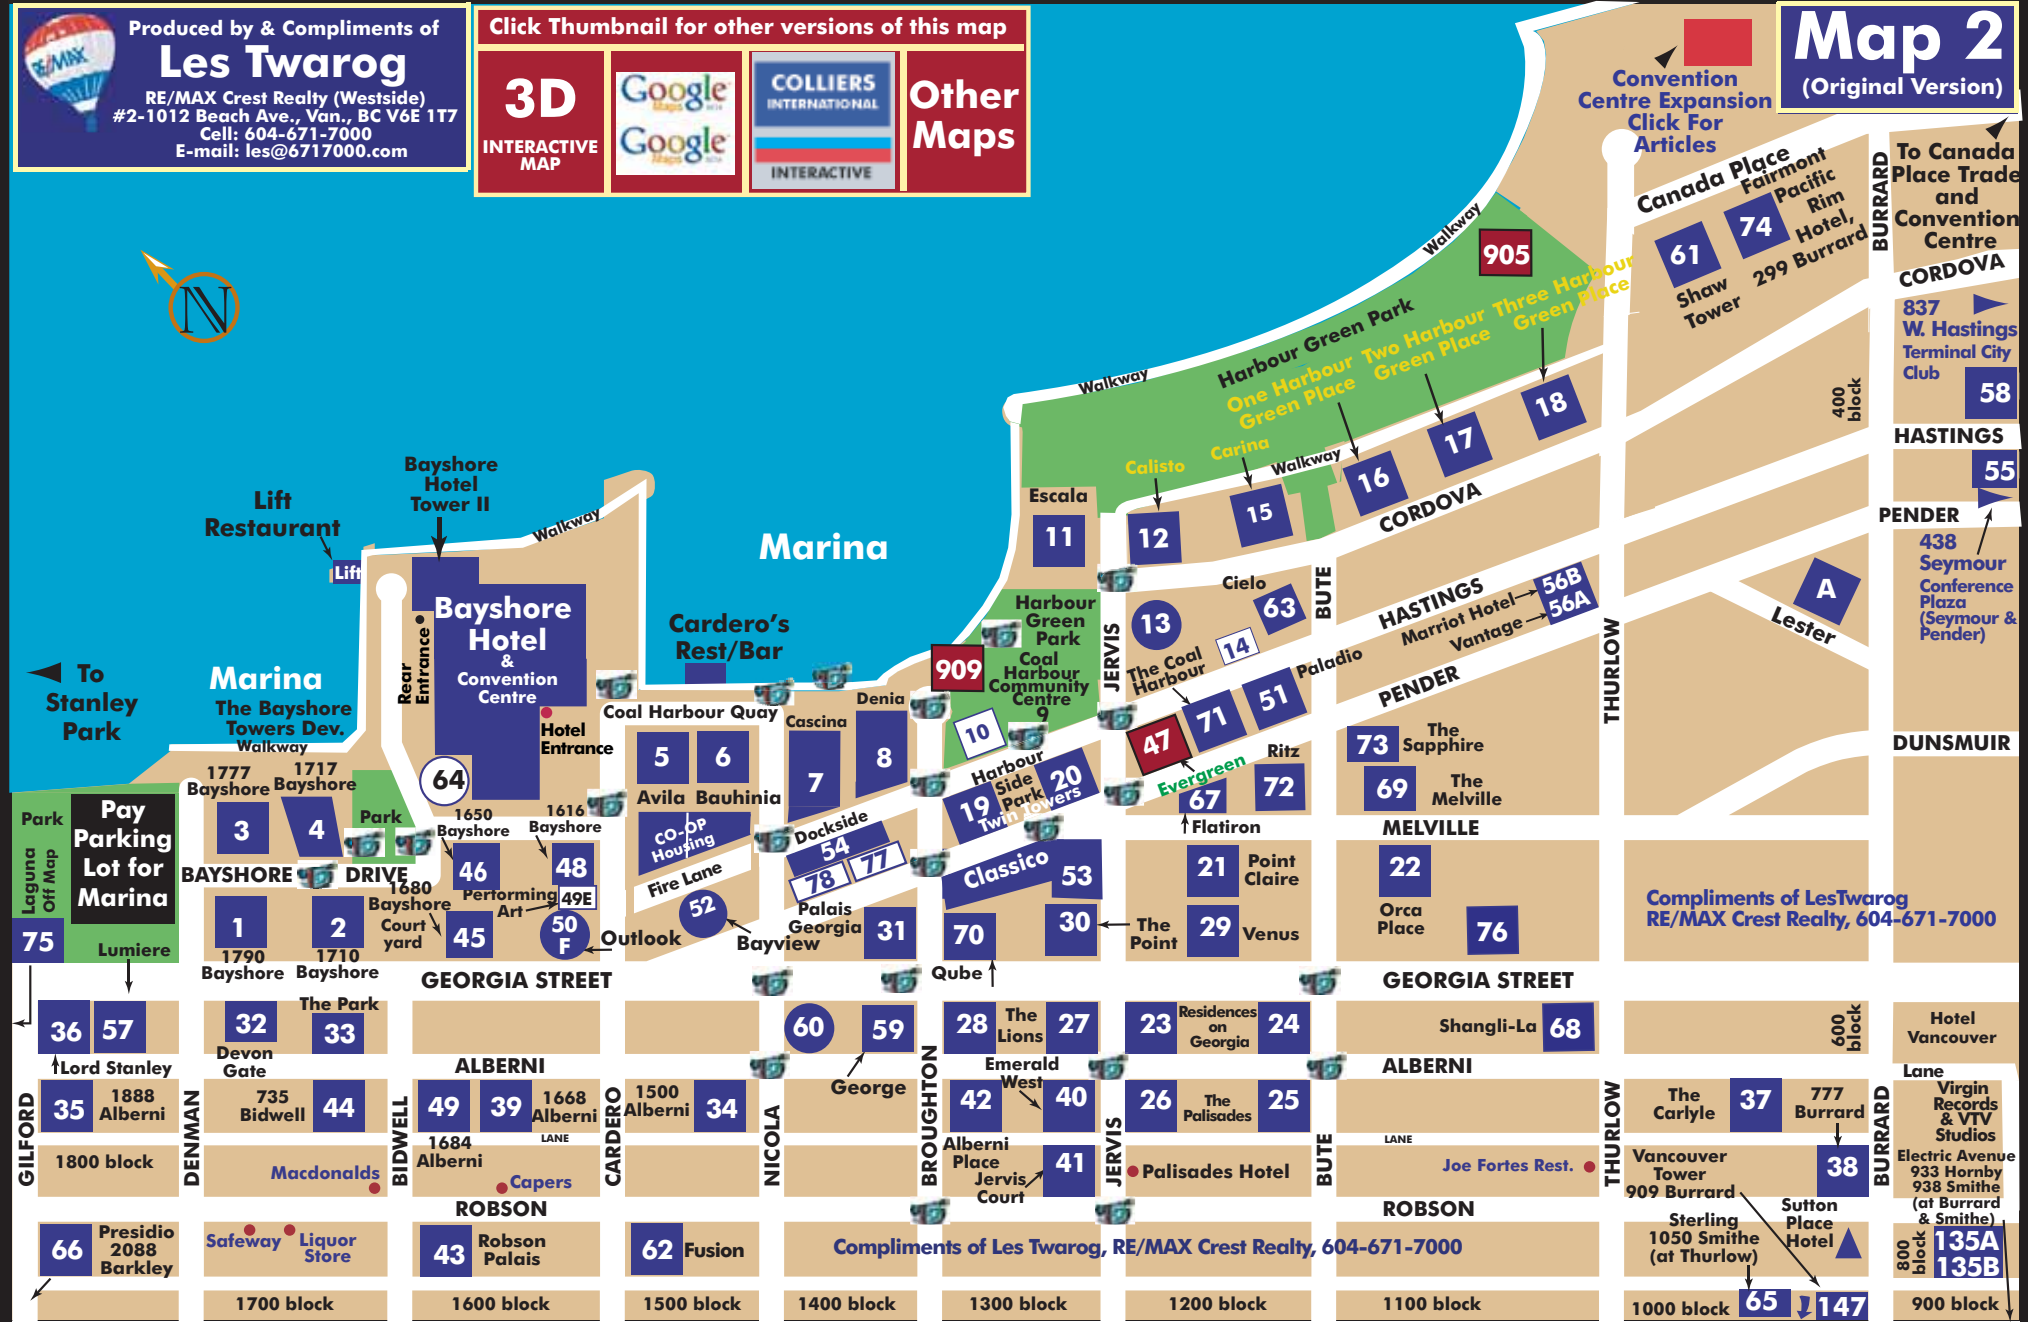 Produced by & Compliments of
Les Twarog
RE/MAX Crest Realty (Westside)
#2-1012 Beach Ave., Van., BC V6E 1T7
Cell: 604-671-7000
E-mail: les@6717000.com
RE/MAX
Click Thumbnail for other versions of this map
3D
INTERACTIVE
MAP
Google
Maps
Google
Maps
COLLIERS
INTERNATIONAL
INTERACTIVE
Other
Maps
Map 2
(Original Version)
Convention
Centre Expansion
Click For
Articles
To Canada
Place Trade
and
Convention
Centre
BURRARD
Canada Place
Fairmont
Pacific
Rim
Hotel,
299 Burrard
74
61
Shaw
Tower
CORDOVA
837
W. Hastings
Terminal City
Club
58
400
block
HASTINGS
55
PENDER
438
Seymour
Conference
Plaza
(Seymour &
Pender)
N
Walkway
905
Harbour Green Park
Three Harbour
Green Place
Two Harbour
Green Place
One Harbour
Green Place
Walkway
Carina
Calisto
Walkway
18
17
16
15
12
CORDOVA
Escala
11
Bayshore
Hotel
Tower II
Lift
Restaurant
Lift
Walkway
Marina
Bayshore
Hotel
&
Convention
Centre
Rear
Entrance
Hotel
Entrance
64
Cardero's
Rest/Bar
Coal Harbour Quay
Harbour
Green
Park
Coal
Harbour
Community
Centre
9
909
10
JERVIS
Cielo
63
13
14
The Coal
Harbour
BUTE
HASTINGS
Marriot Hotel
Vantage
56B
56A
A
Lester
THURLOW
Paladio
51
71
47
Evergreen
PENDER
To
Stanley
Park
Marina
The Bayshore
Towers Dev.
Walkway
1777
Bayshore
1717
Bayshore
3
4
Park
Park
Laguna
Off Map
Pay
Parking
Lot for
Marina
75
Lumiere
BAYSHORE
DRIVE
1
2
1790
Bayshore
1710
Bayshore
1650
Bayshore
1616
Bayshore
46
48
1680
Bayshore
Court
yard
45
Performing
Art
49E
50
F
Outlook
5
6
Avila
Bauhinia
CO-OP
Housing
Fire Lane
52
Bayview
Cascina
Denia
7
8
Dockside
54
78
77
Palais
Georgia
31
Harbour
Side
Park
19
20
Twin Towers
Classico
53
70
30
The
Point
Qube
Ritz
72
67
Flatiron
73
The
Sapphire
69
The
Melville
DUNSMUIR
MELVILLE
21
Point
Claire
22
Orca
Place
29
Venus
76
Compliments of LesTwarog
RE/MAX Crest Realty, 604-671-7000
GEORGIA STREET
GEORGIA STREET
36
57
Lord Stanley
32
Devon
Gate
The Park
33
60
59
George
28
The
Lions
27
23
Residences
on
Georgia
24
Shangli-La
68
600
block
Hotel
Vancouver
ALBERNI
ALBERNI
Lane
GILFORD
35
1888
Alberni
DENMAN
735
Bidwell
44
BIDWELL
49
39
1668
Alberni
LANE
1684
Alberni
CARDERO
1500
Alberni
34
NICOLA
BROUGHTON
Emerald
West
42
40
Alberni
Place
Jervis
Court
41
JERVIS
26
The
Palisades
25
Palisades Hotel
BUTE
LANE
Joe Fortes Rest.
THURLOW
The
Carlyle
37
777
Burrard
38
Vancouver
Tower
909 Burrard
BURRARD
Virgin
Records
& VTV
Studios
Electric Avenue
933 Hornby
938 Smithe
(at Burrard
& Smithe)
1800 block
Macdonalds
Capers
ROBSON
ROBSON
66
Presidio
2088
Barkley
Safeway
Liquor
Store
43
Robson
Palais
62
Fusion
Compliments of Les Twarog, RE/MAX Crest Realty, 604-671-7000
Sterling
1050 Smithe
(at Thurlow)
Sutton
Place
Hotel
800
block
135A
135B
1700 block
1600 block
1500 block
1400 block
1300 block
1200 block
1100 block
1000 block
65
147
900 block